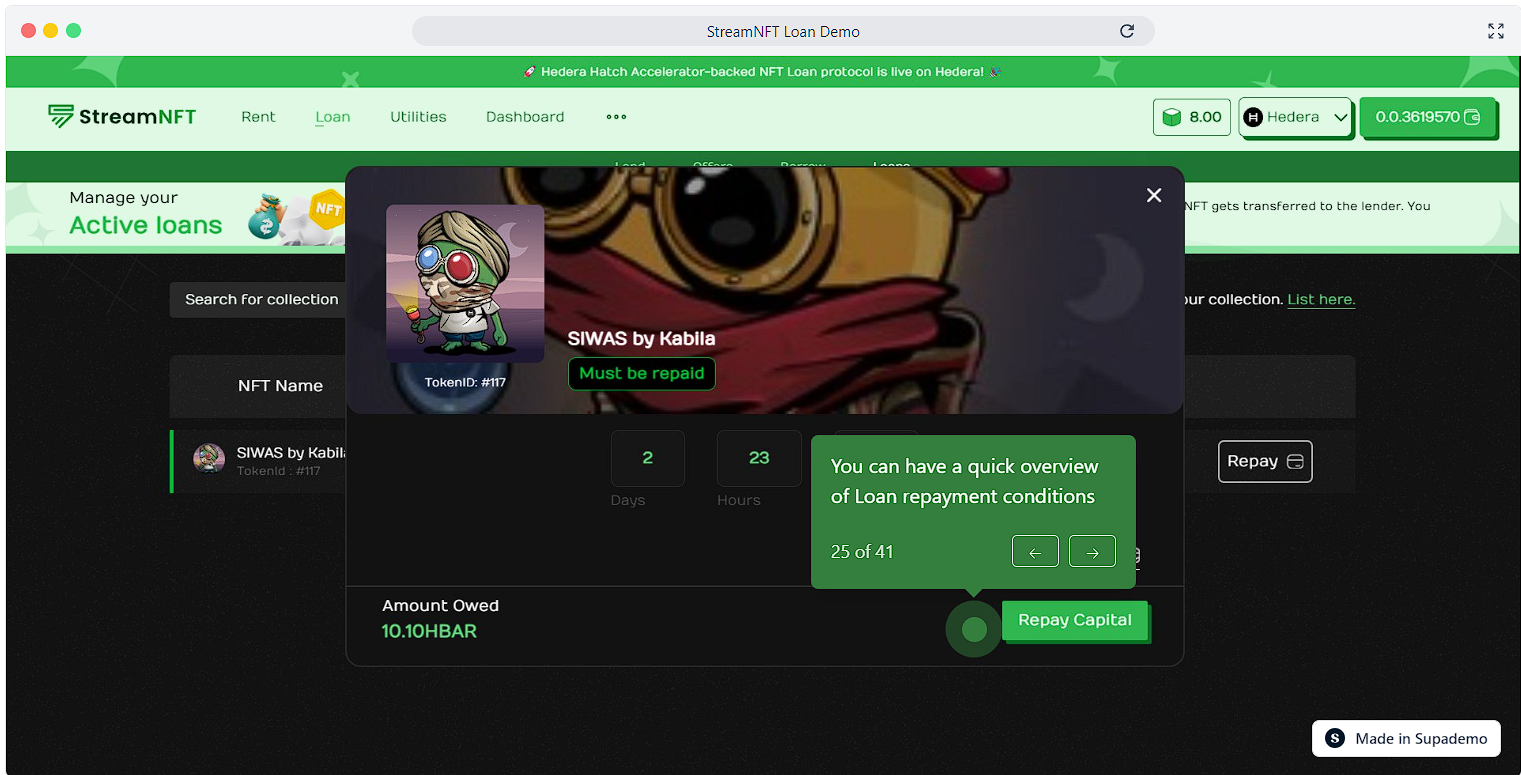 StreamNFT Loan Demo
🚀 Hedera Hatch Accelerator-backed NFT Loan protocol is live on Hedera! 🎉
StreamNFT Rent Loan Utilities Dashboard ••• 8.00 Hedera 0.0.3619570
Lend Offers Borrow Loans
Manage your
Active loans
NFT
NFT gets transferred to the lender. You
Search for collection
our collection. List here.
SIWAS by Kabila
Must be repaid
TokenID: #117
NFT Name
SIWAS by Kabila
TokenId : #117
2
Days
23
Hours
Repay
You can have a quick overview
of Loan repayment conditions
25 of 41
← →
Amount Owed
10.10HBAR
Repay Capital
S Made in Supademo